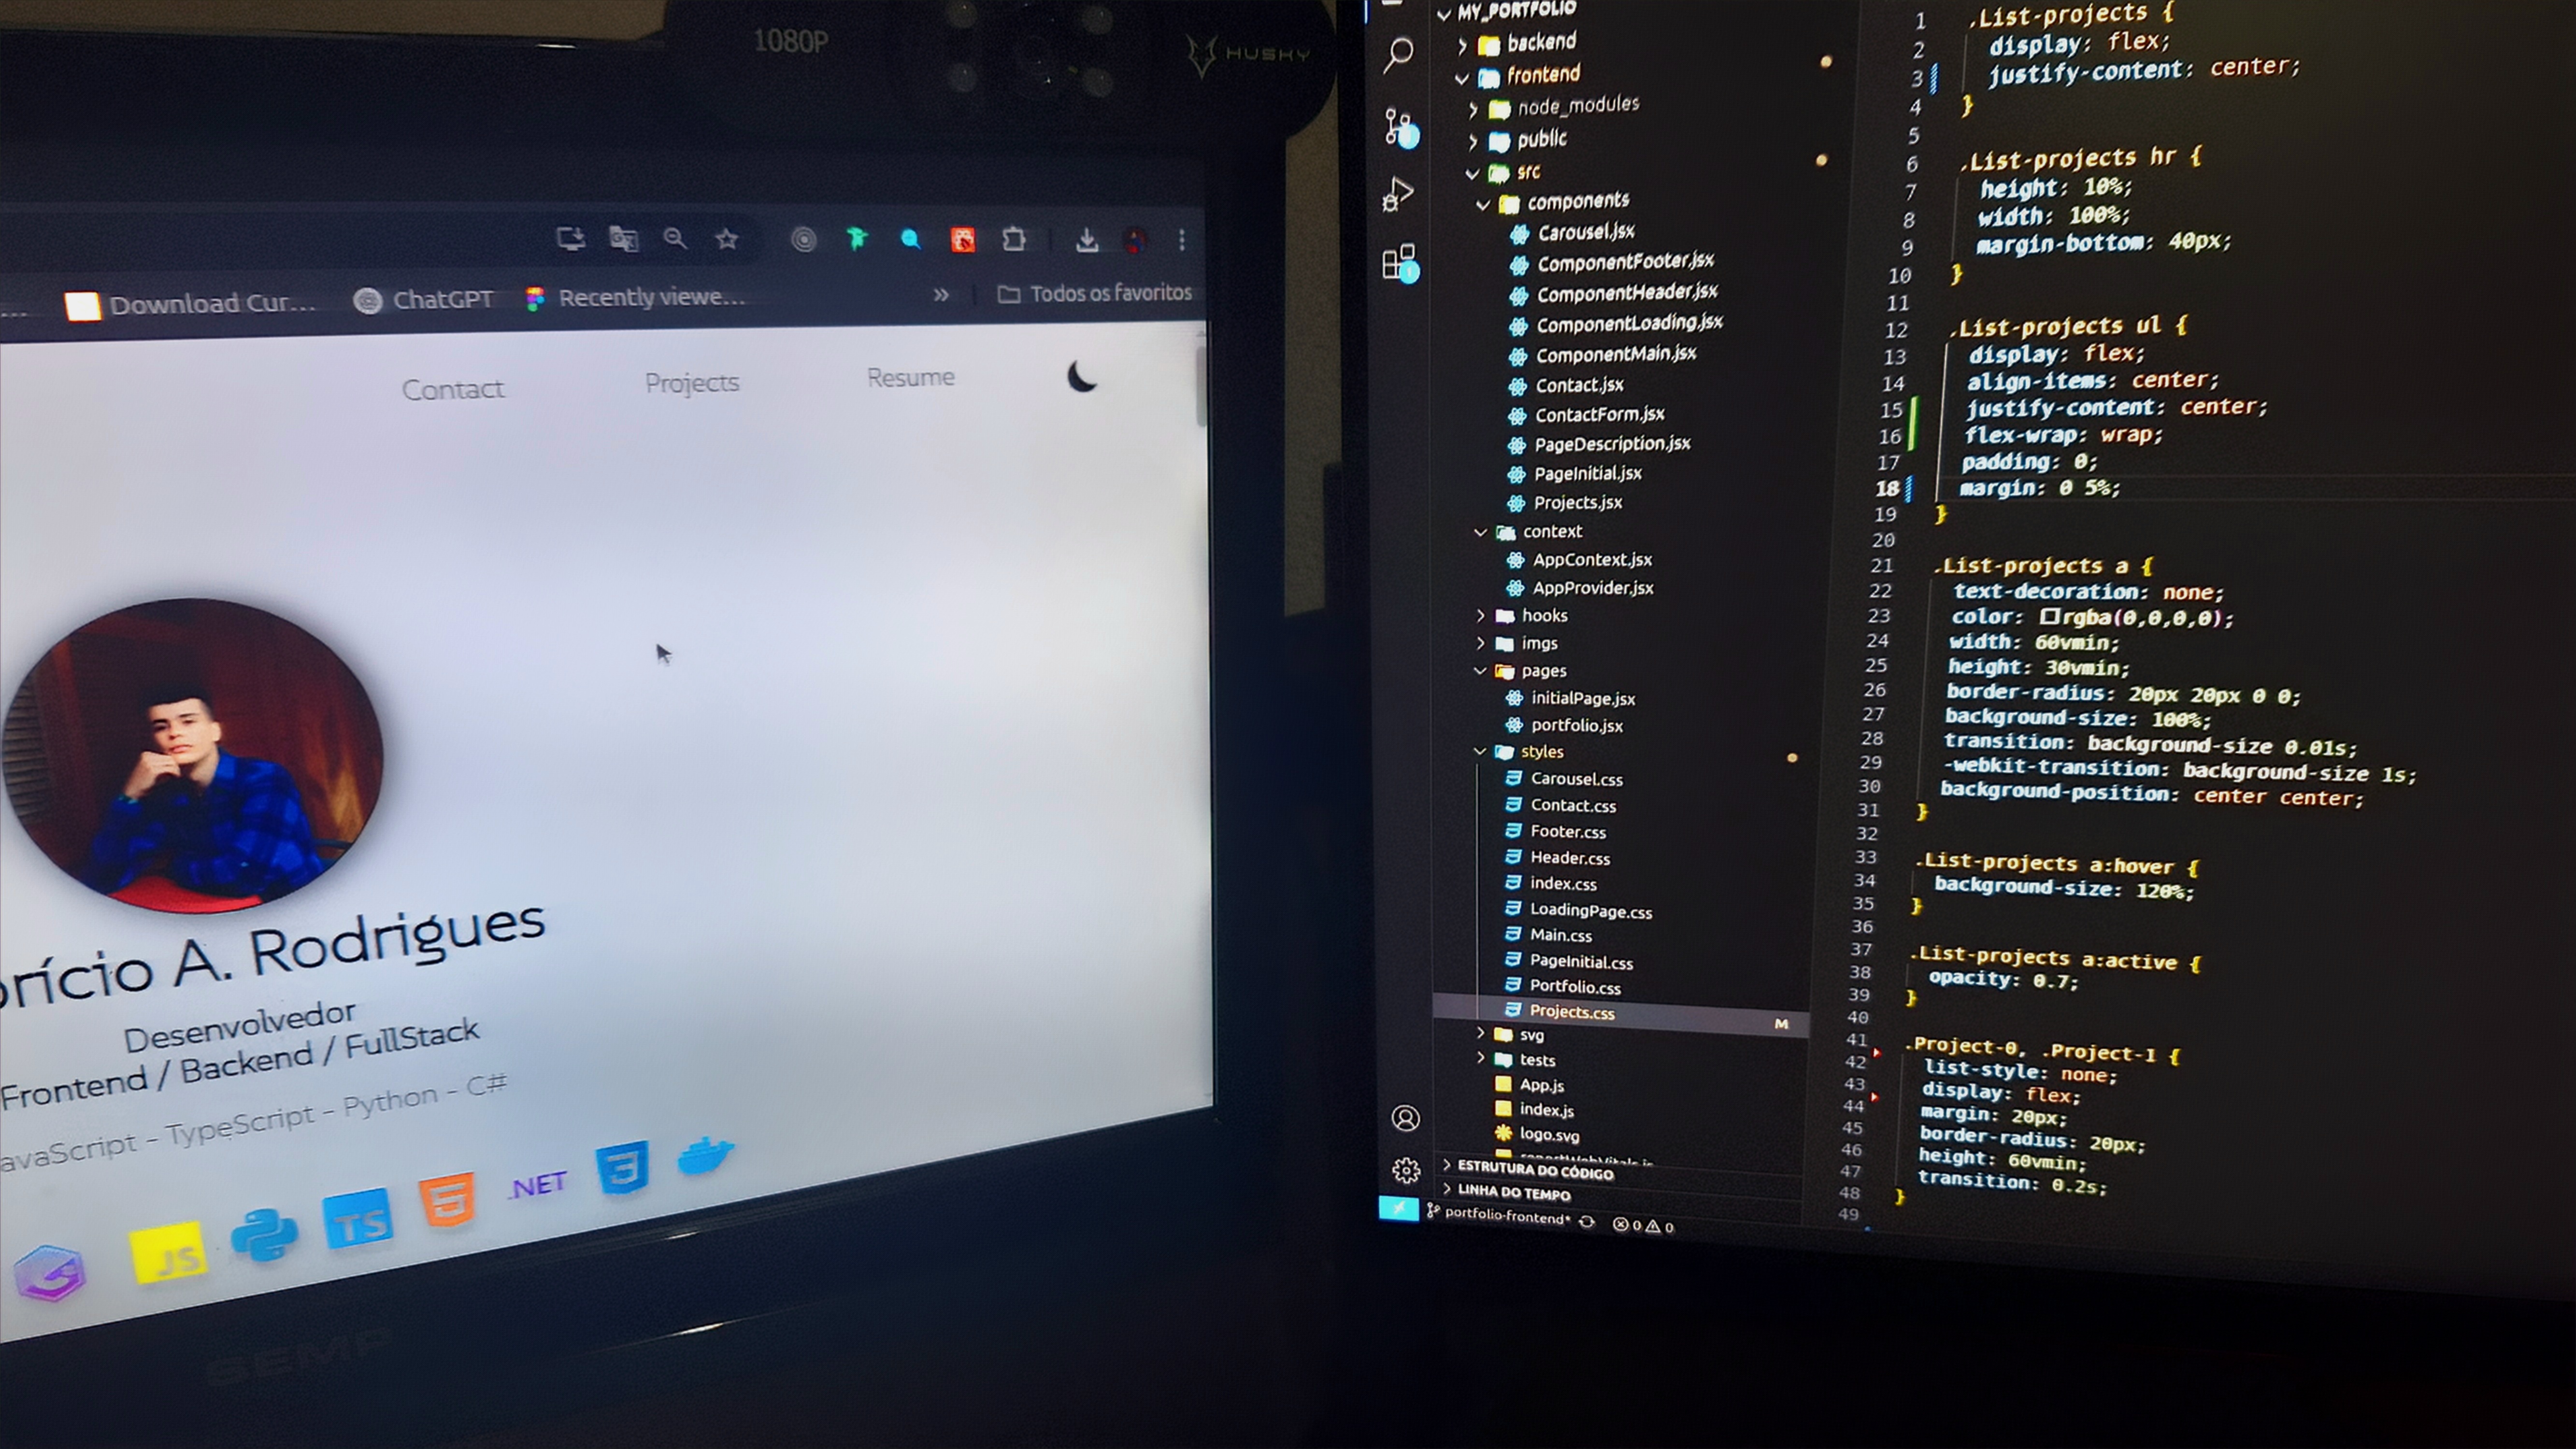 1080P
HUSKY
Download Cur...
ChatGPT
Recently viewe...
»
Todos os favoritos
Contact
Projects
Resume
rício A. Rodrigues
Desenvolvedor
Frontend / Backend / FullStack
avaScript - TypeScript - Python - C#
JS
TS
.NET
SEMP
MY_PORTFOLIO
backend
frontend
node_modules
public
src
components
Carousel.jsx
ComponentFooter.jsx
ComponentHeader.jsx
ComponentLoading.jsx
ComponentMain.jsx
Contact.jsx
ContactForm.jsx
PageDescription.jsx
PageInitial.jsx
Projects.jsx
context
AppContext.jsx
AppProvider.jsx
hooks
imgs
pages
initialPage.jsx
portfolio.jsx
styles
Carousel.css
Contact.css
Footer.css
Header.css
index.css
LoadingPage.css
Main.css
PageInitial.css
Portfolio.css
Projects.css M
svg
tests
App.js
index.js
logo.svg
ESTRUTURA DO CÓDIGO
LINHA DO TEMPO
portfolio-frontend* 0 0
1 .List-projects {
2 display: flex;
3 justify-content: center;
4 }
5
6 .List-projects hr {
7 height: 10%;
8 width: 100%;
9 margin-bottom: 40px;
10 }
11
12 .List-projects ul {
13 display: flex;
14 align-items: center;
15 justify-content: center;
16 flex-wrap: wrap;
17 padding: 0;
18 margin: 0 5%;
19 }
20
21 .List-projects a {
22 text-decoration: none;
23 color: rgba(0,0,0,0);
24 width: 60vmin;
25 height: 30vmin;
26 border-radius: 20px 20px 0 0;
27 background-size: 100%;
28 transition: background-size 0.01s;
29 -webkit-transition: background-size 1s;
30 background-position: center center;
31 }
32
33 .List-projects a:hover {
34 background-size: 120%;
35 }
36
37 .List-projects a:active {
38 opacity: 0.7;
39 }
40
41 .Project-0, .Project-1 {
42 list-style: none;
43 display: flex;
44 margin: 20px;
45 border-radius: 20px;
46 height: 60vmin;
47 transition: 0.2s;
48 }
49